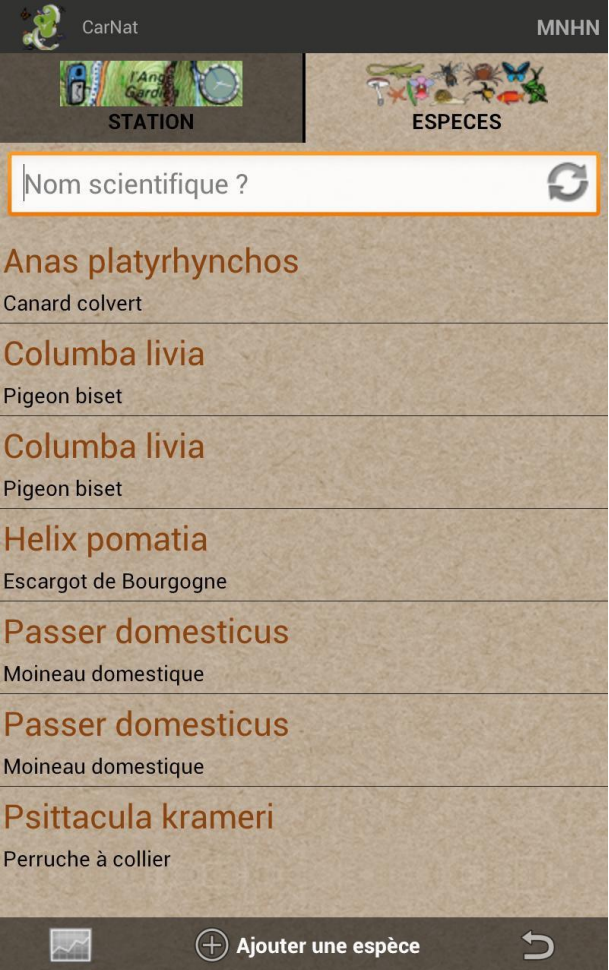 CarNat
MNHN
l'Ange
Gardien
STATION
ESPECES
Nom scientifique ?
Anas platyrhynchos
Canard colvert
Columba livia
Pigeon biset
Columba livia
Pigeon biset
Helix pomatia
Escargot de Bourgogne
Passer domesticus
Moineau domestique
Passer domesticus
Moineau domestique
Psittacula krameri
Perruche à collier
Ajouter une espèce